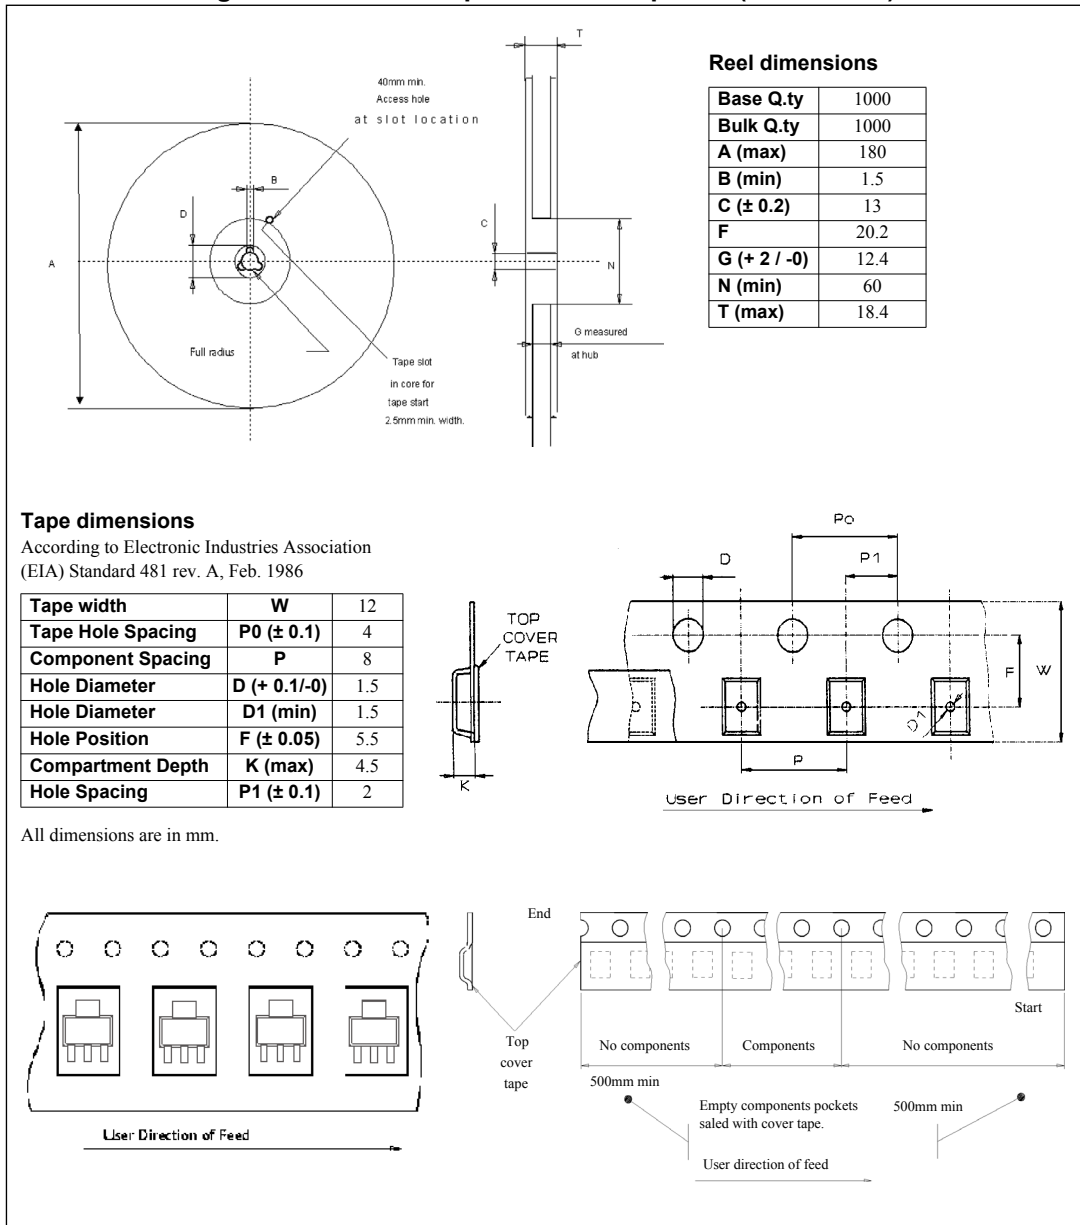 T
40mm min.
Access hole
at slot location
B
D
C
A
N
Full radius
Tape slot
in core for
tape start
2.5mm min. width.
G measured
at hub
Reel dimensions
Base Q.ty 1000
Bulk Q.ty 1000
A (max) 180
B (min) 1.5
C (± 0.2) 13
F 20.2
G (+ 2 / -0) 12.4
N (min) 60
T (max) 18.4
Tape dimensions
According to Electronic Industries Association
(EIA) Standard 481 rev. A, Feb. 1986
Tape width W 12
Tape Hole Spacing P0 (± 0.1) 4
Component Spacing P 8
Hole Diameter D (+ 0.1/-0) 1.5
Hole Diameter D1 (min) 1.5
Hole Position F (± 0.05) 5.5
Compartment Depth K (max) 4.5
Hole Spacing P1 (± 0.1) 2
All dimensions are in mm.
TOP
COVER
TAPE
K
Po
D
P1
F
W
D1
P
User Direction of Feed
User Direction of Feed
End
Start
Top
cover
tape
No components
Components
No components
500mm min
Empty components pockets
saled with cover tape.
500mm min
User direction of feed